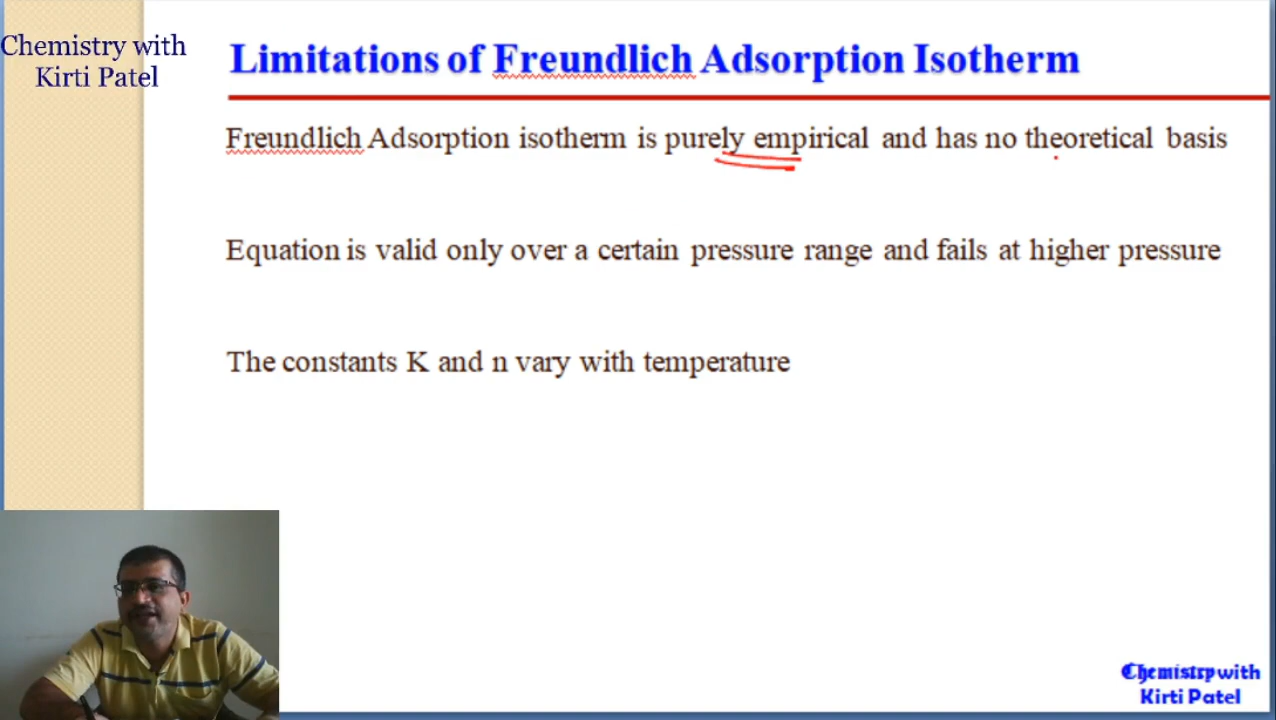 Chemistry with
Kirti Patel
Limitations of Freundlich Adsorption Isotherm
Freundlich Adsorption isotherm is purely empirical and has no theoretical basis
Equation is valid only over a certain pressure range and fails at higher pressure
The constants K and n vary with temperature
Chemistry with
Kirti Patel